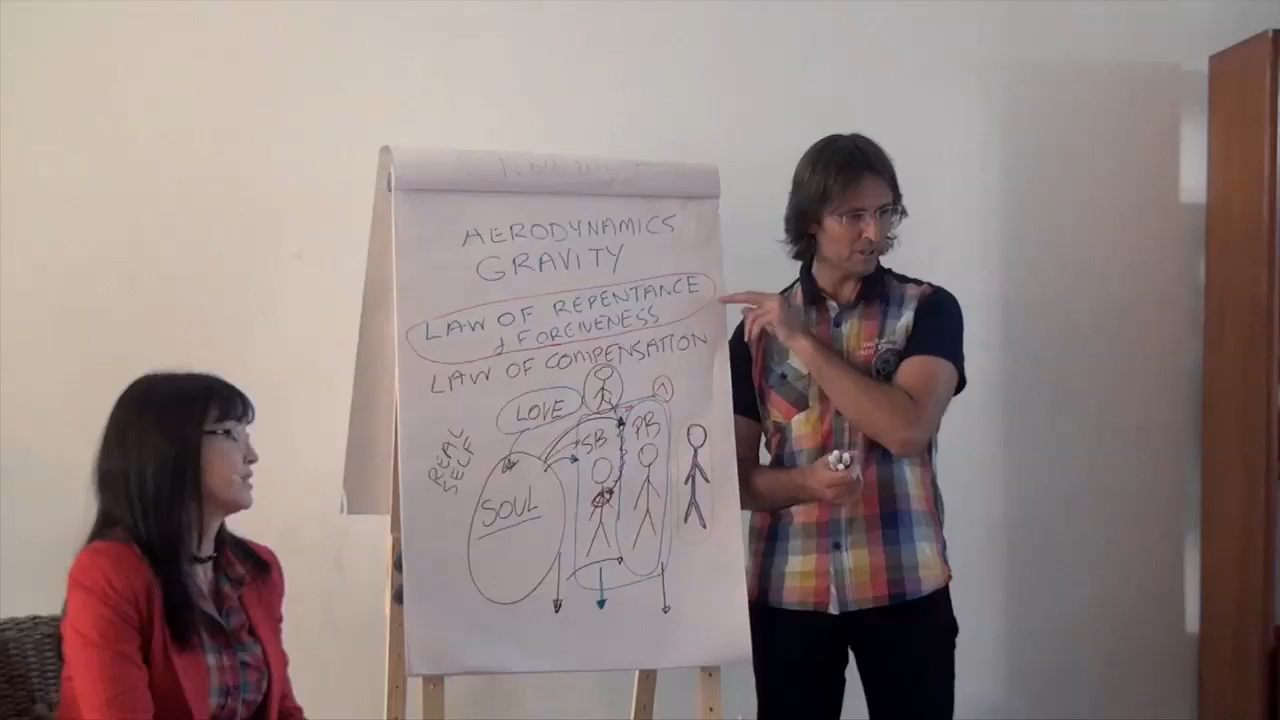 AERODYNAMICS
GRAVITY
LAW OF REPENTANCE
& FORGIVENESS
LAW OF COMPENSATION
LOVE
REAL
SELF
SB
PB
SOUL